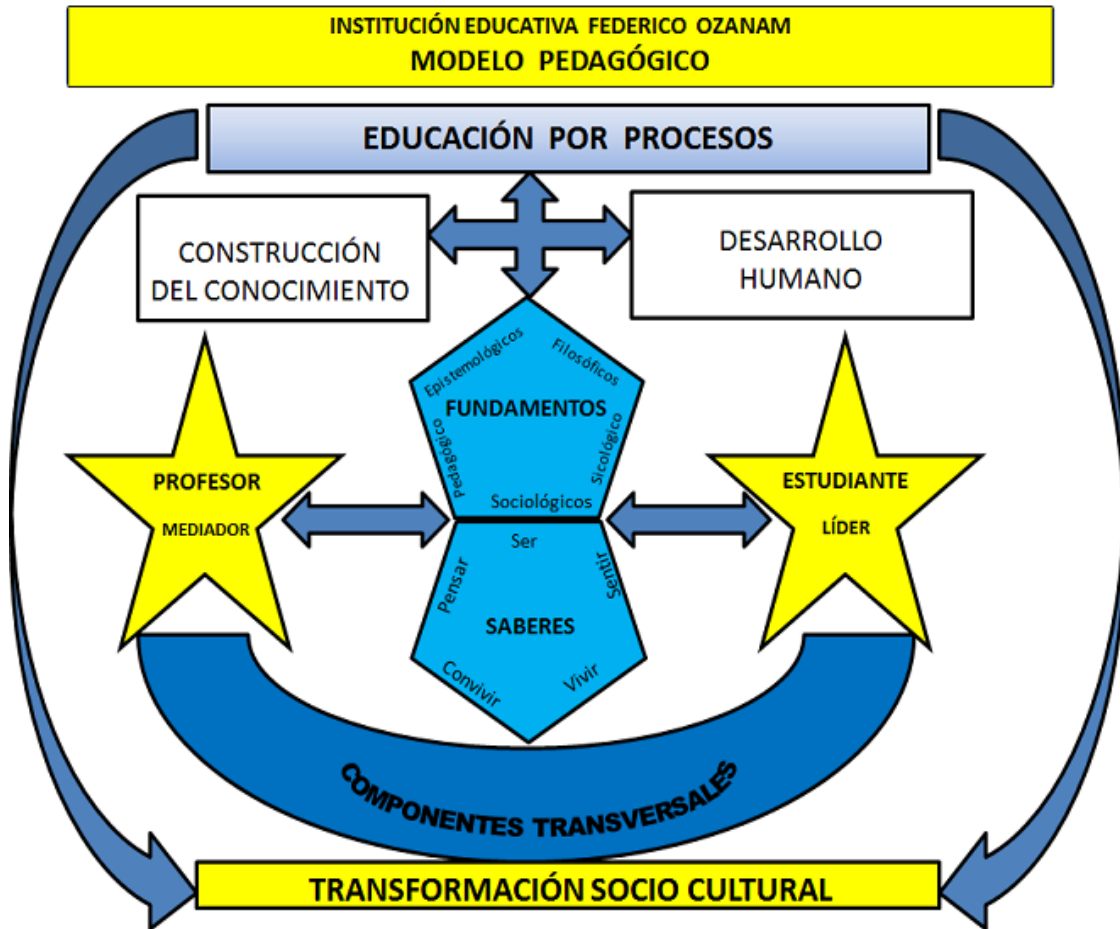 INSTITUCIÓN EDUCATIVA FEDERICO OZANAM
MODELO PEDAGÓGICO
EDUCACIÓN POR PROCESOS
CONSTRUCCIÓN
DEL CONOCIMIENTO
DESARROLLO
HUMANO
Epistemológicos
Filosóficos
FUNDAMENTOS
Pedagógico
Sicológico
Sociológicos
PROFESOR
MEDIADOR
ESTUDIANTE
LÍDER
Ser
Pensar
Sentir
SABERES
Convivir
Vivir
COMPONENTES TRANSVERSALES
TRANSFORMACIÓN SOCIO CULTURAL